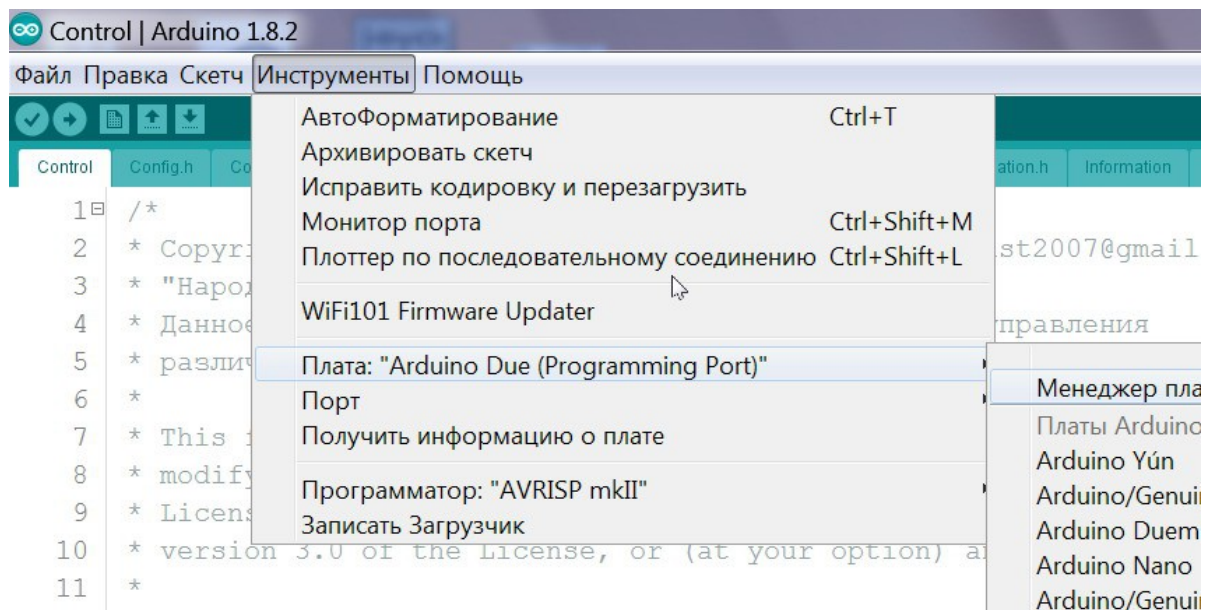 Control | Arduino 1.8.2
Файл Правка Скетч Инструменты Помощь
Control Config.h Co ation.h Information
АвтоФорматирование Ctrl+T
Архивировать скетч
Исправить кодировку и перезагрузить
Монитор порта Ctrl+Shift+M
Плоттер по последовательному соединению Ctrl+Shift+L
WiFi101 Firmware Updater
Плата: "Arduino Due (Programming Port)"
Порт
Получить информацию о плате
Программатор: "AVRISP mkII"
Записать Загрузчик
Менеджер пла
Платы Arduino
Arduino Yún
Arduino/Genui
Arduino Duem
Arduino Nano
Arduino/Genui
1 /*
2 * Copyr st2007@gmail
3 * "Народ
4 * Данное управления
5 * различ
6 *
7 * This f
8 * modify
9 * Licens
10 * version 3.0 of the License, or (at your option) a
11 *